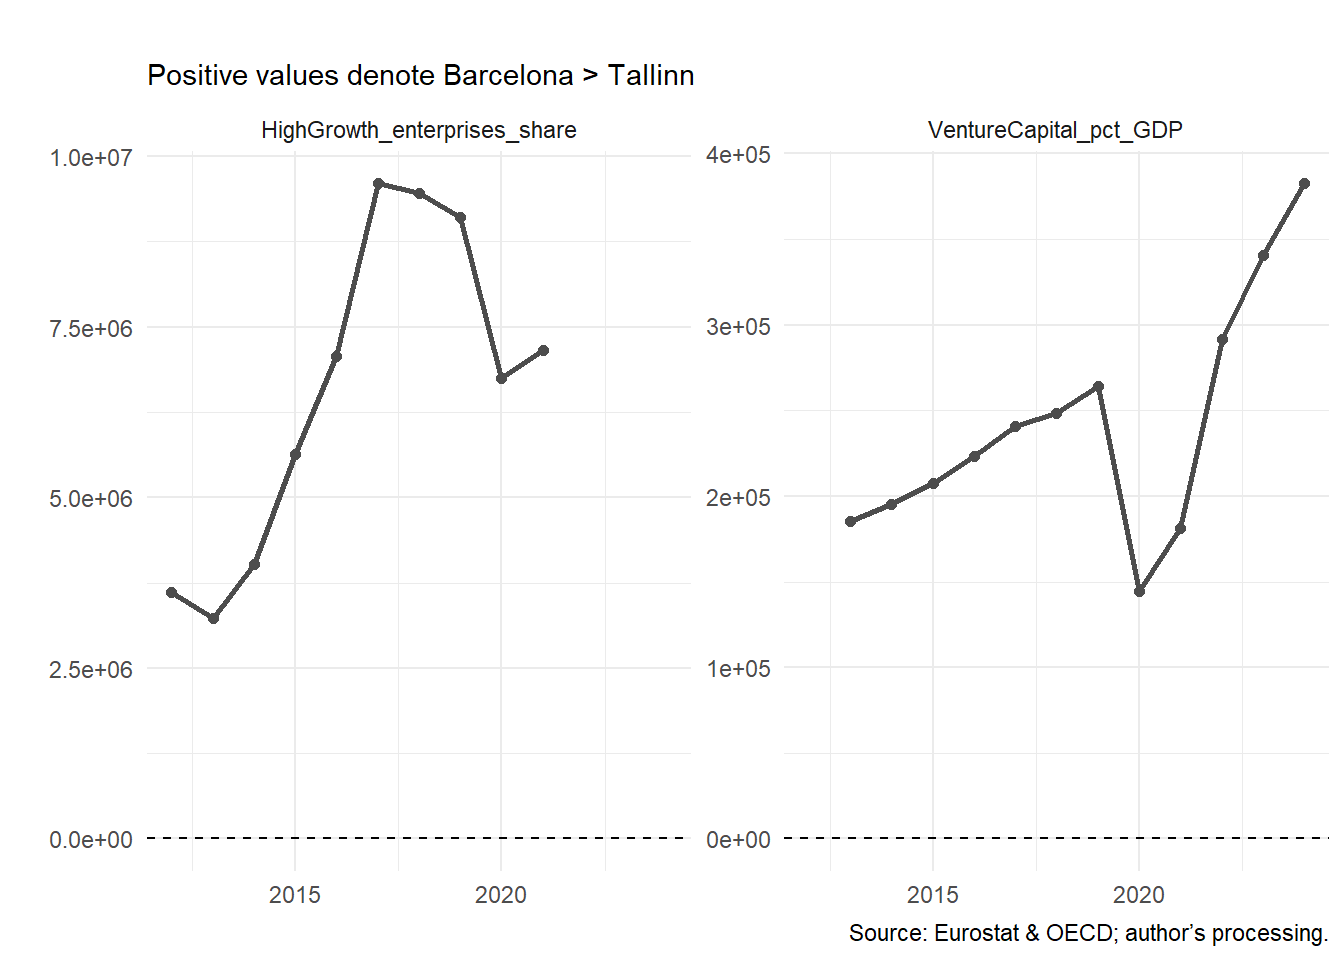 Positive values denote Barcelona > Tallinn
HighGrowth_enterprises_share
1.0e+07
7.5e+06
5.0e+06
2.5e+06
0.0e+00
2015 2020
VentureCapital_pct_GDP
4e+05
3e+05
2e+05
1e+05
0e+00
2015 2020
Source: Eurostat & OECD; author’s processing.